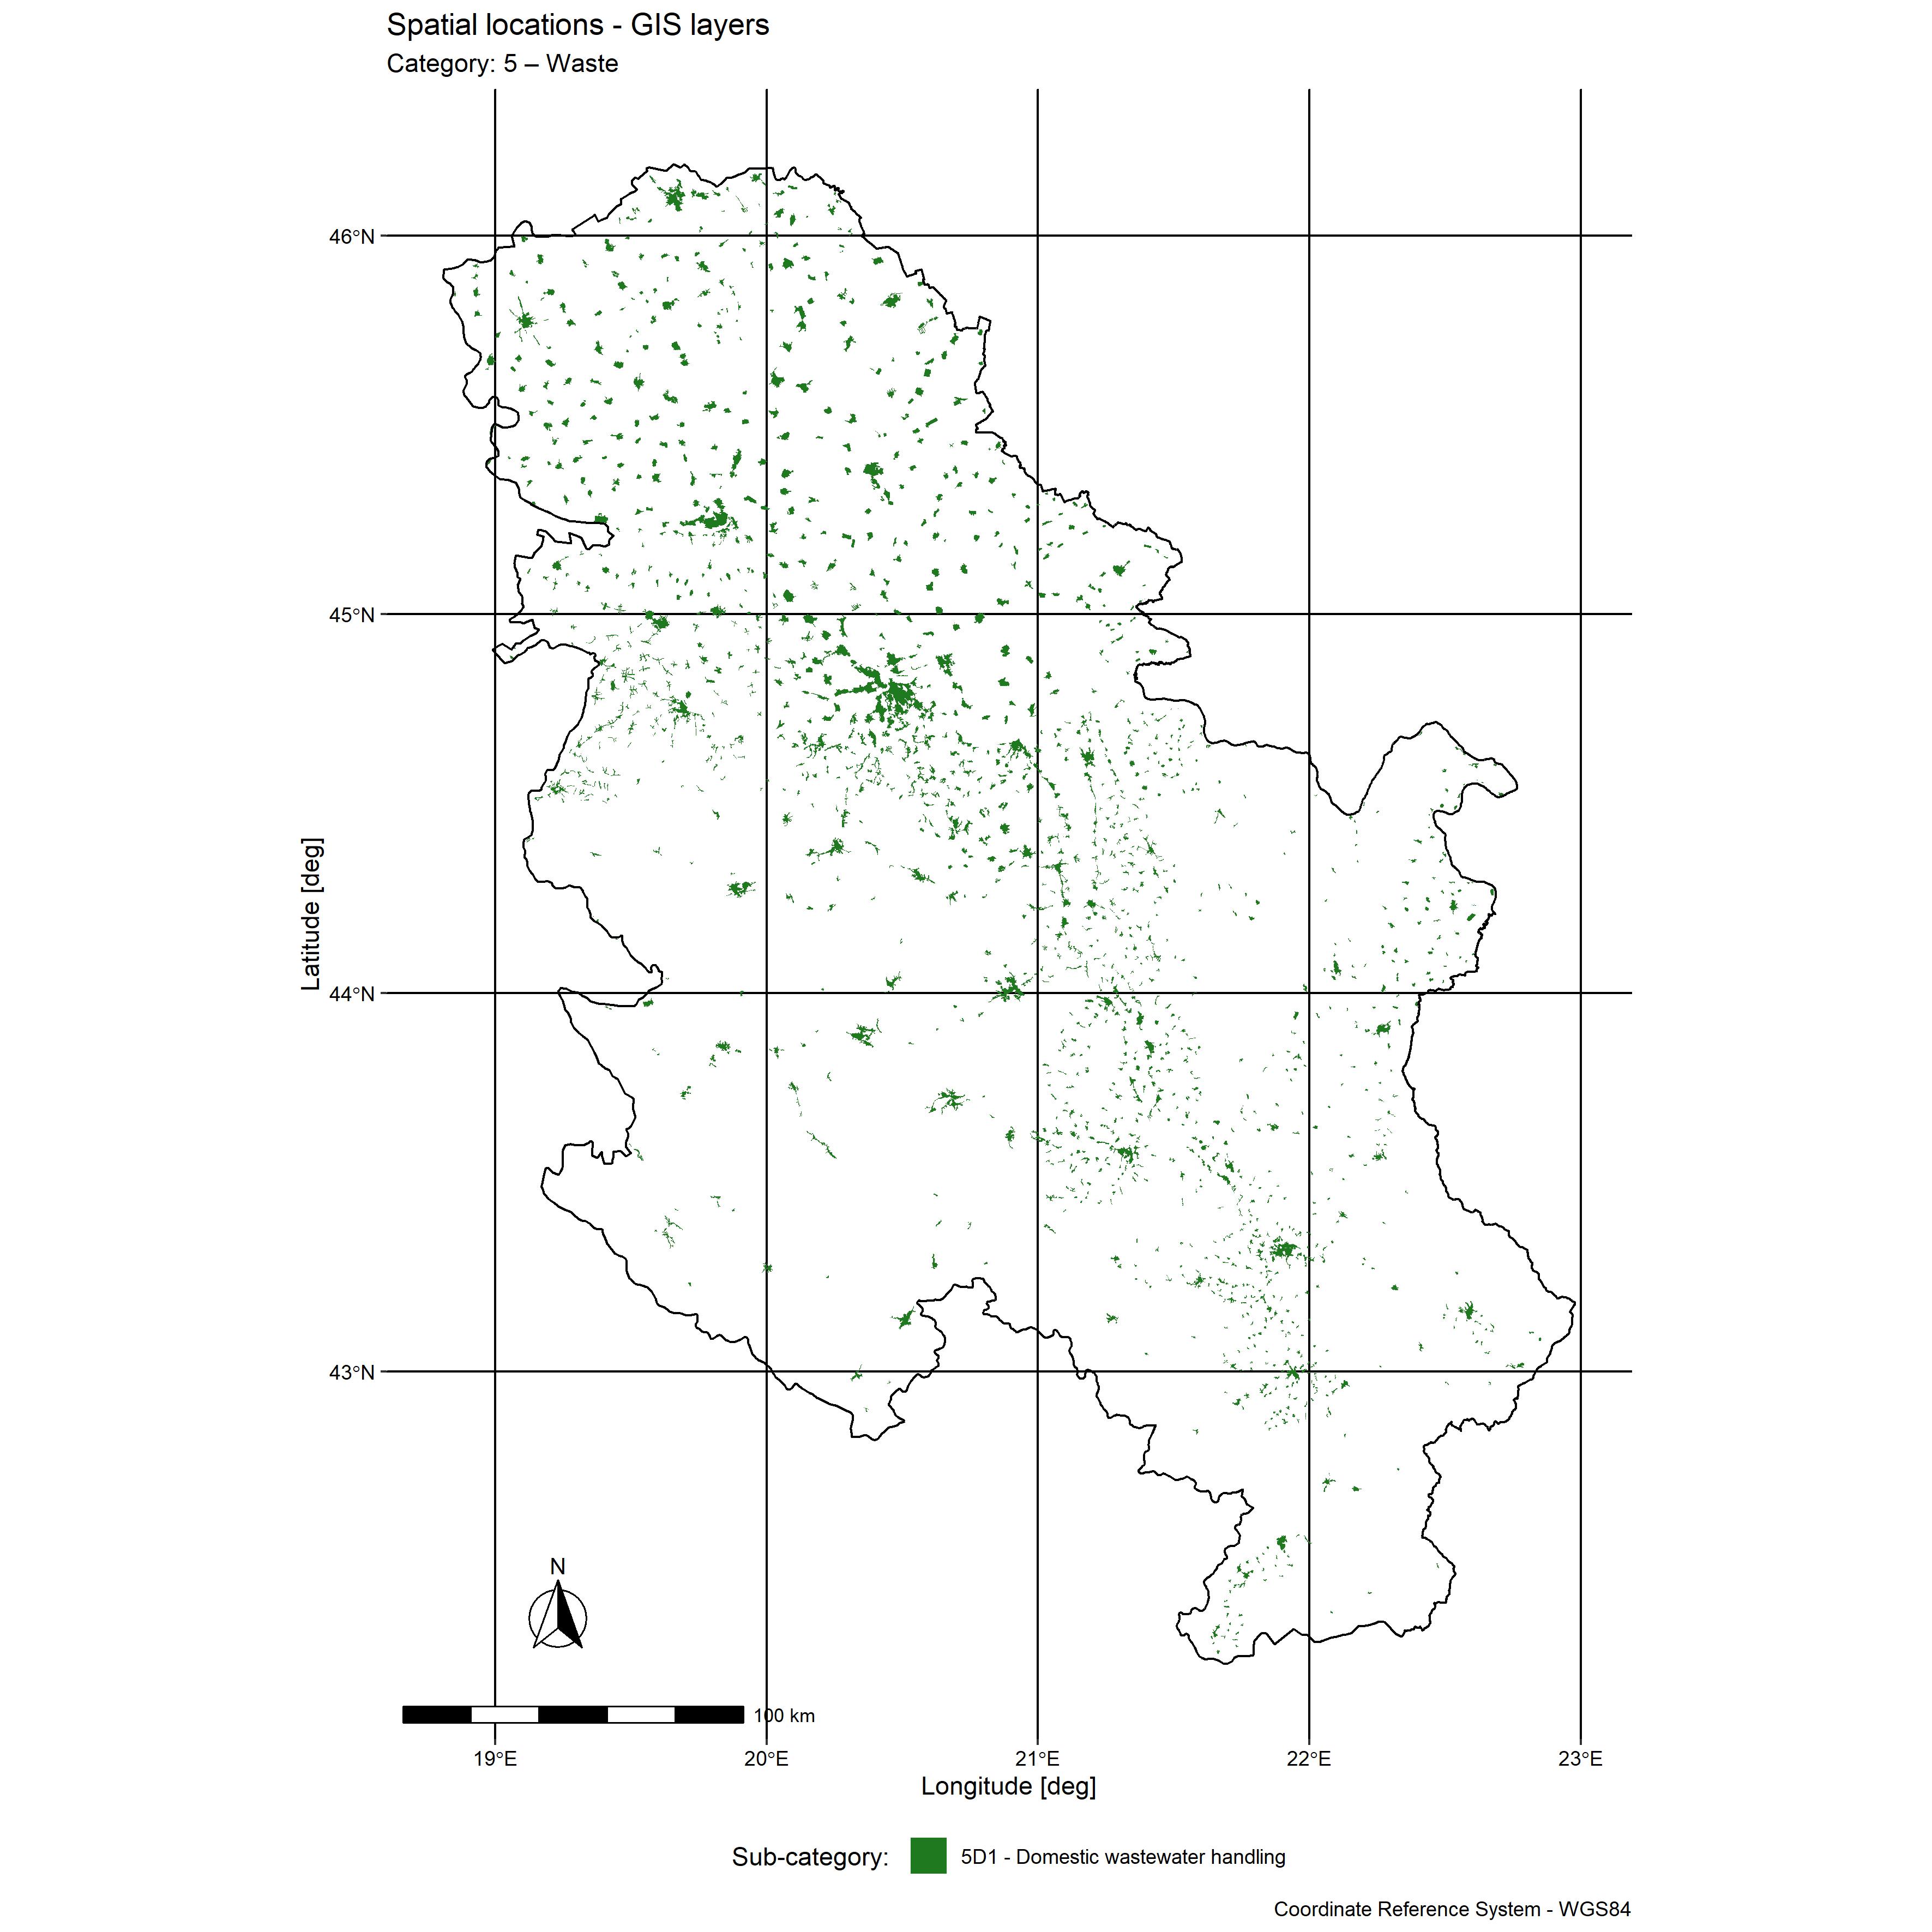 Spatial locations - GIS layers
Category: 5 – Waste
46°N
45°N
44°N
43°N
Latitude [deg]
N
100 km
19°E 20°E 21°E 22°E 23°E
Longitude [deg]
Sub-category: 5D1 - Domestic wastewater handling
Coordinate Reference System - WGS84